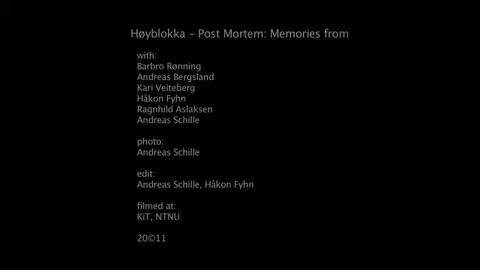 Høyblokka - Post Mortem: Memories from
with:
Barbro Rønning
Andreas Bergsland
Kari Veiteberg
Håkon Fyhn
Ragnhild Aslaksen
Andreas Schille
photo:
Andreas Schille
edit:
Andreas Schille, Håkon Fyhn
filmed at:
KiT, NTNU
20©11